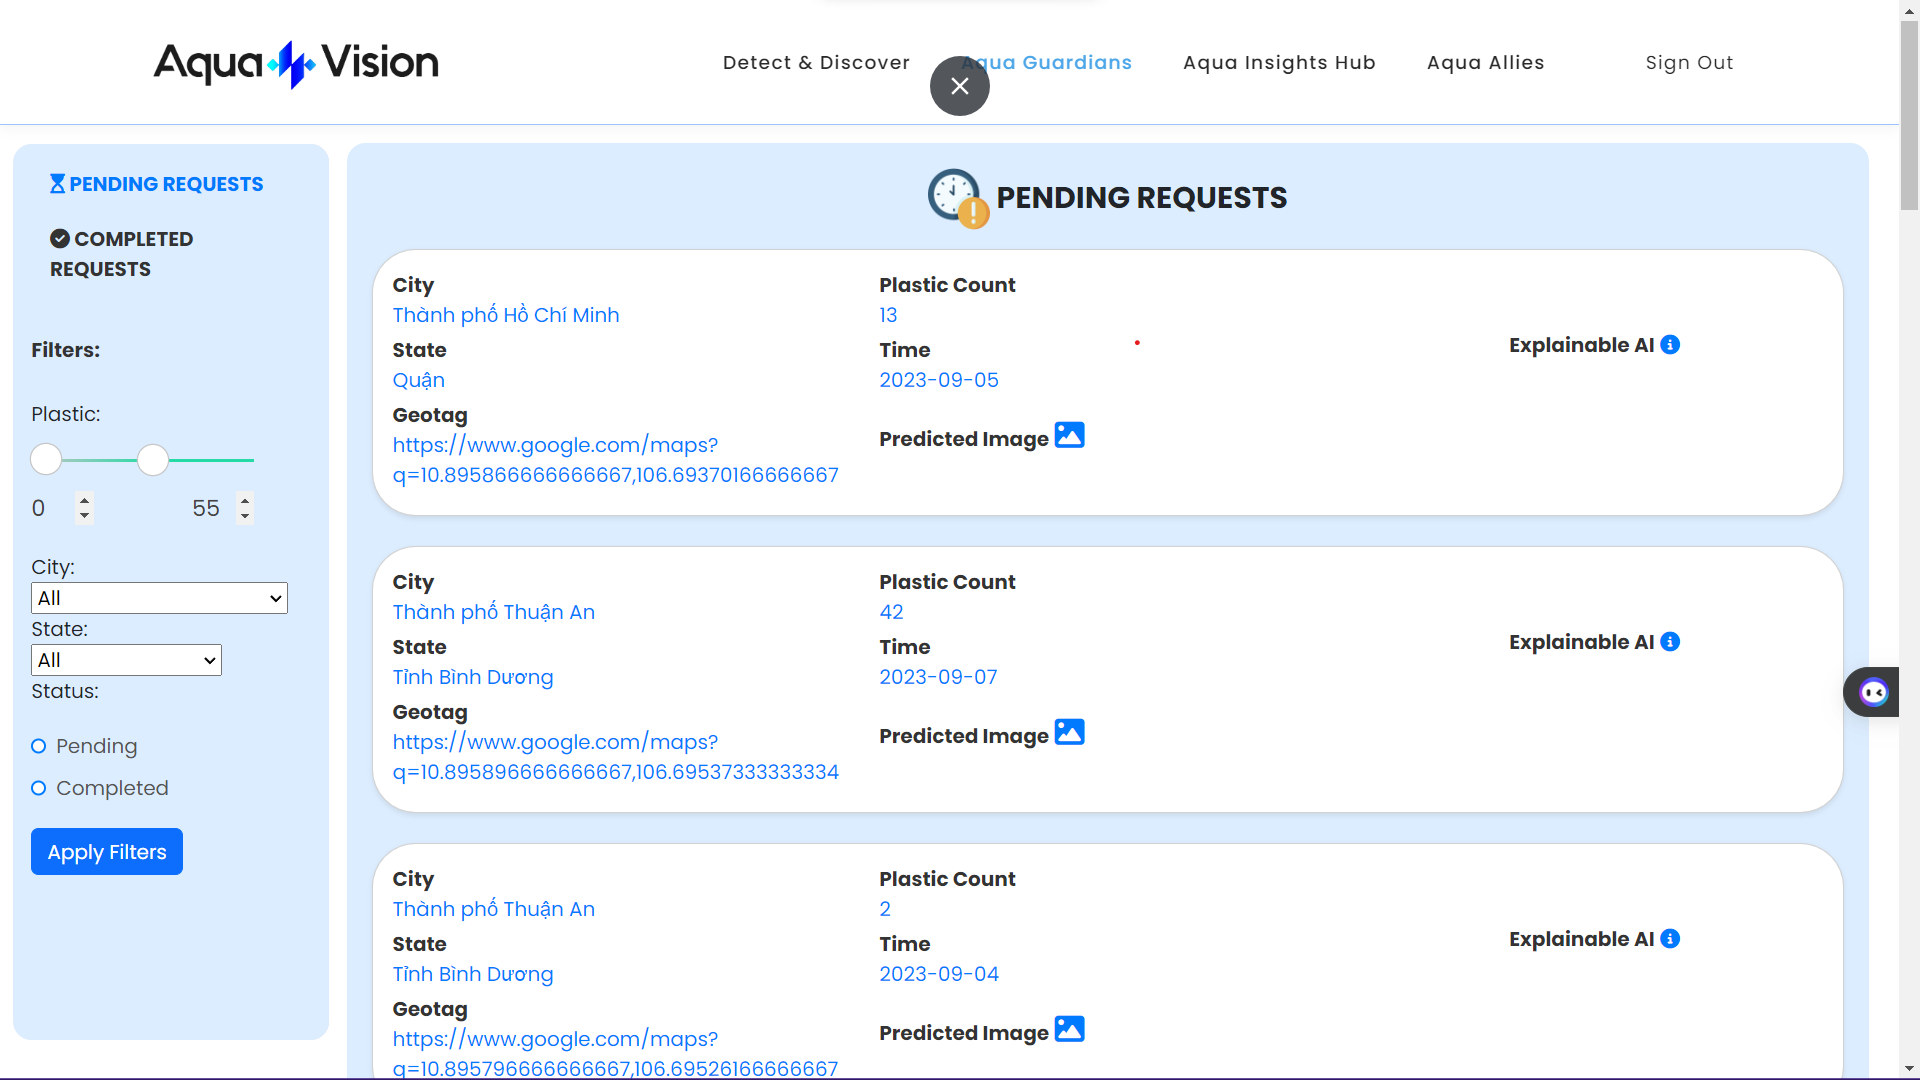 Aqua Vision
Detect & Discover
Aqua Guardians
Aqua Insights Hub
Aqua Allies
Sign Out
PENDING REQUESTS
COMPLETED
REQUESTS
Filters:
Plastic:
0
55
City:
All
State:
All
Status:
Pending
Completed
Apply Filters
PENDING REQUESTS
City
Thành phố Hồ Chí Minh
State
Quận
Geotag
https://www.google.com/maps?
q=10.895866666666667,106.69370166666667
Plastic Count
13
Time
2023-09-05
Predicted Image
Explainable AI
City
Thành phố Thuận An
State
Tỉnh Bình Dương
Geotag
https://www.google.com/maps?
q=10.895896666666667,106.69537333333334
Plastic Count
42
Time
2023-09-07
Predicted Image
Explainable AI
City
Thành phố Thuận An
State
Tỉnh Bình Dương
Geotag
https://www.google.com/maps?
q=10.895796666666667,106.69526166666667
Plastic Count
2
Time
2023-09-04
Predicted Image
Explainable AI